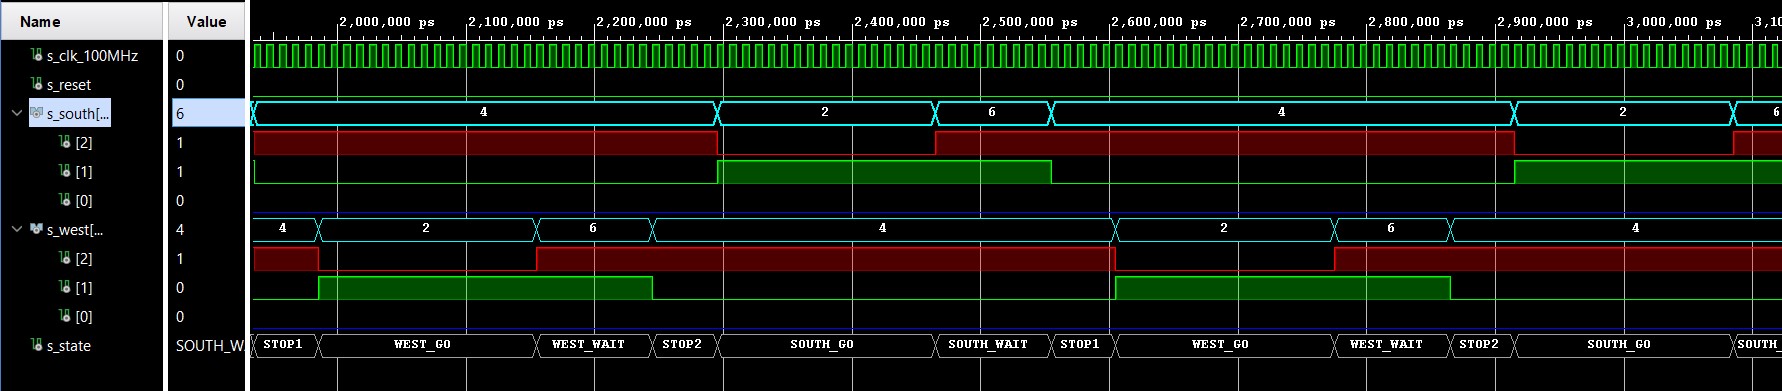 Name Value 2,000,000 ps 2,100,000 ps 2,200,000 ps 2,300,000 ps 2,400,000 ps 2,500,000 ps 2,600,000 ps 2,700,000 ps 2,800,000 ps 2,900,000 ps 3,000,000 ps 3,10
s_clk_100MHz 0
s_reset 0
s_south[... 6 4 2 6 4 2 6
[2] 1
[1] 1
[0] 0
s_west[... 4 4 2 6 4 2 6 4
[2] 1
[1] 0
[0] 0
s_state SOUTH_W. STOP1 WEST_GO WEST_WAIT STOP2 SOUTH_GO SOUTH_WAIT STOP1 WEST_GO WEST_WAIT STOP2 SOUTH_GO SOUTH_